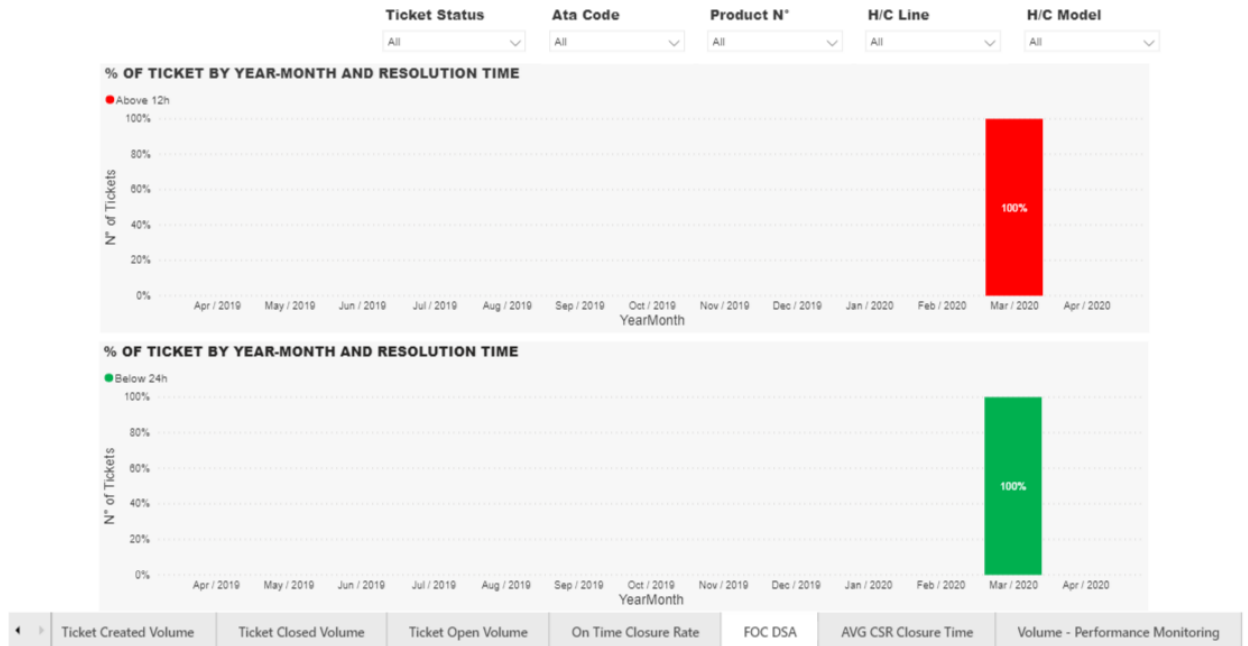 Ticket Status Ata Code Product N° H/C Line H/C Model
All All All All All
% OF TICKET BY YEAR-MONTH AND RESOLUTION TIME
Above 12h
100%
80%
60%
40%
20%
0%
N° of Tickets
100%
Apr / 2019 May / 2019 Jun / 2019 Jul / 2019 Aug / 2019 Sep / 2019 Oct / 2019 Nov / 2019 Dec / 2019 Jan / 2020 Feb / 2020 Mar / 2020 Apr / 2020
YearMonth
% OF TICKET BY YEAR-MONTH AND RESOLUTION TIME
Below 24h
100%
80%
60%
40%
20%
0%
N° of Tickets
100%
Apr / 2019 May / 2019 Jun / 2019 Jul / 2019 Aug / 2019 Sep / 2019 Oct / 2019 Nov / 2019 Dec / 2019 Jan / 2020 Feb / 2020 Mar / 2020 Apr / 2020
YearMonth
Ticket Created Volume Ticket Closed Volume Ticket Open Volume On Time Closure Rate FOC DSA AVG CSR Closure Time Volume - Performance Monitoring